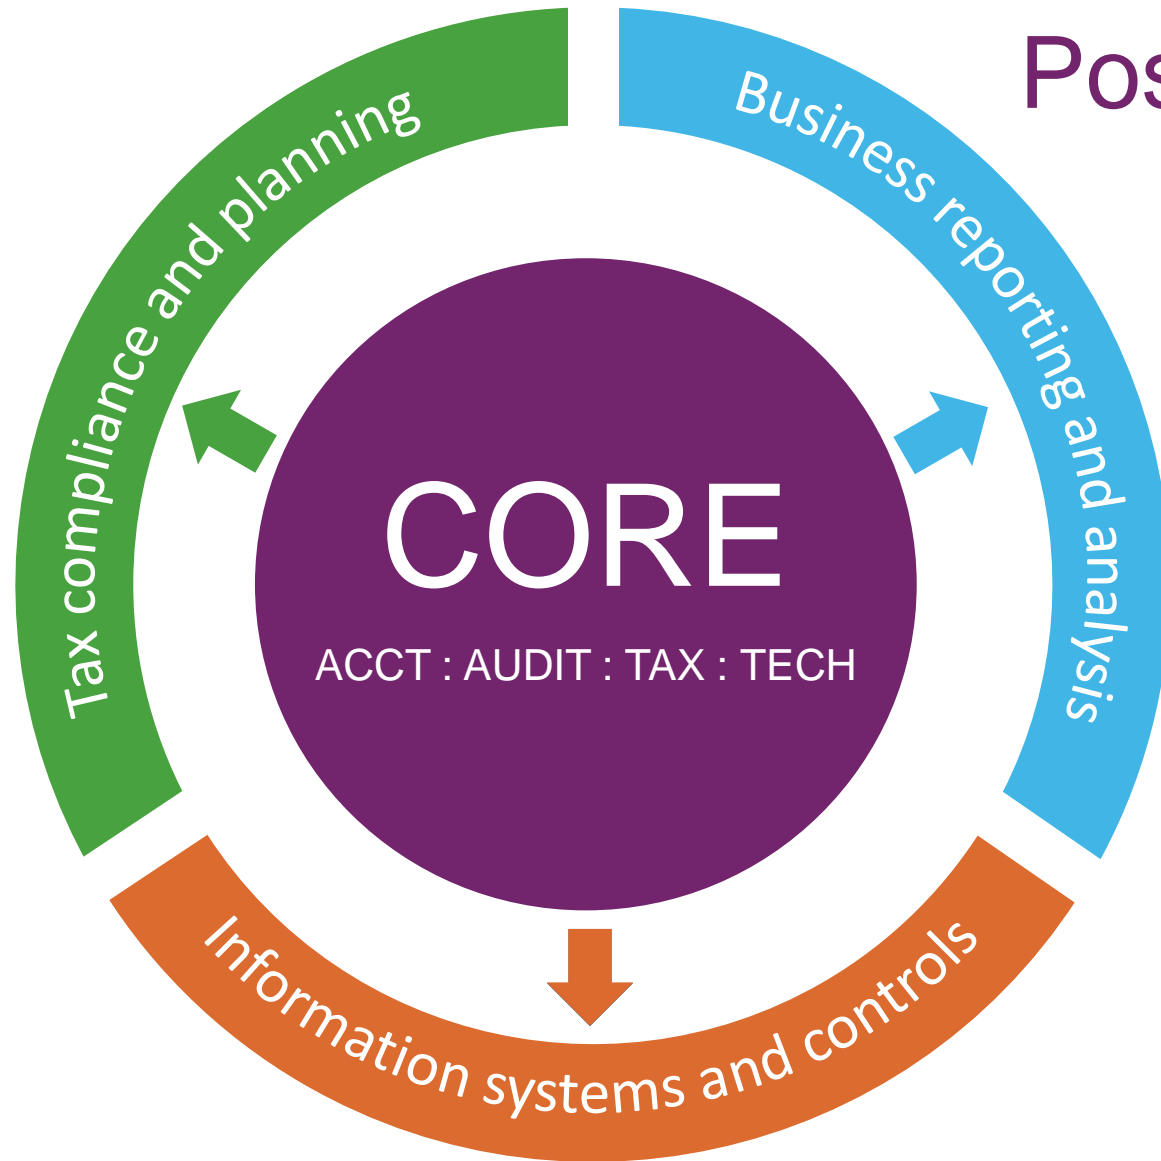 Pos
Tax compliance and planning
Business reporting and analysis
CORE
ACCT : AUDIT : TAX : TECH
Information systems and controls